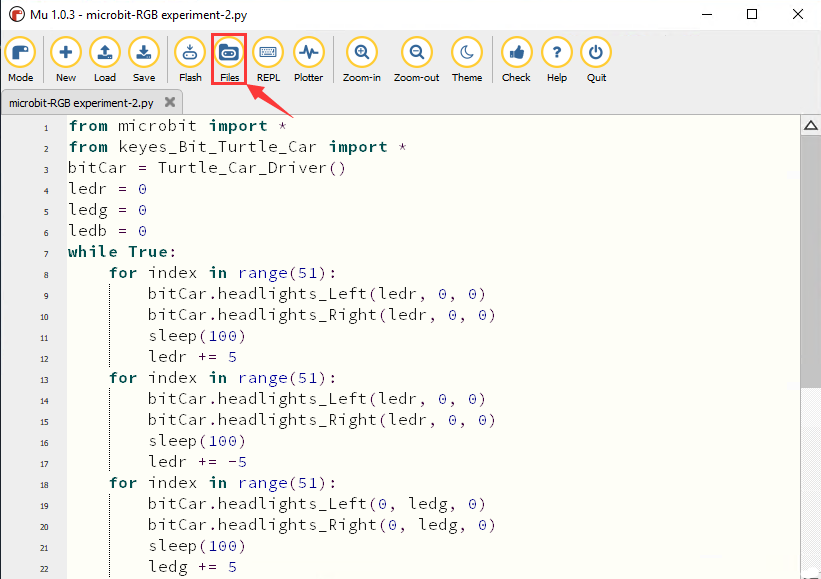 Mu 1.0.3 - microbit-RGB experiment-2.py
Mode New Load Save Flash Files REPL Plotter Zoom-in Zoom-out Theme Check Help Quit
microbit-RGB experiment-2.py
1 from microbit import *
2 from keyes_Bit_Turtle_Car import *
3 bitCar = Turtle_Car_Driver()
4 ledr = 0
5 ledg = 0
6 ledb = 0
7 while True:
8 for index in range(51):
9 bitCar.headlights_Left(ledr, 0, 0)
10 bitCar.headlights_Right(ledr, 0, 0)
11 sleep(100)
12 ledr += 5
13 for index in range(51):
14 bitCar.headlights_Left(ledr, 0, 0)
15 bitCar.headlights_Right(ledr, 0, 0)
16 sleep(100)
17 ledr += -5
18 for index in range(51):
19 bitCar.headlights_Left(0, ledg, 0)
20 bitCar.headlights_Right(0, ledg, 0)
21 sleep(100)
22 ledg += 5